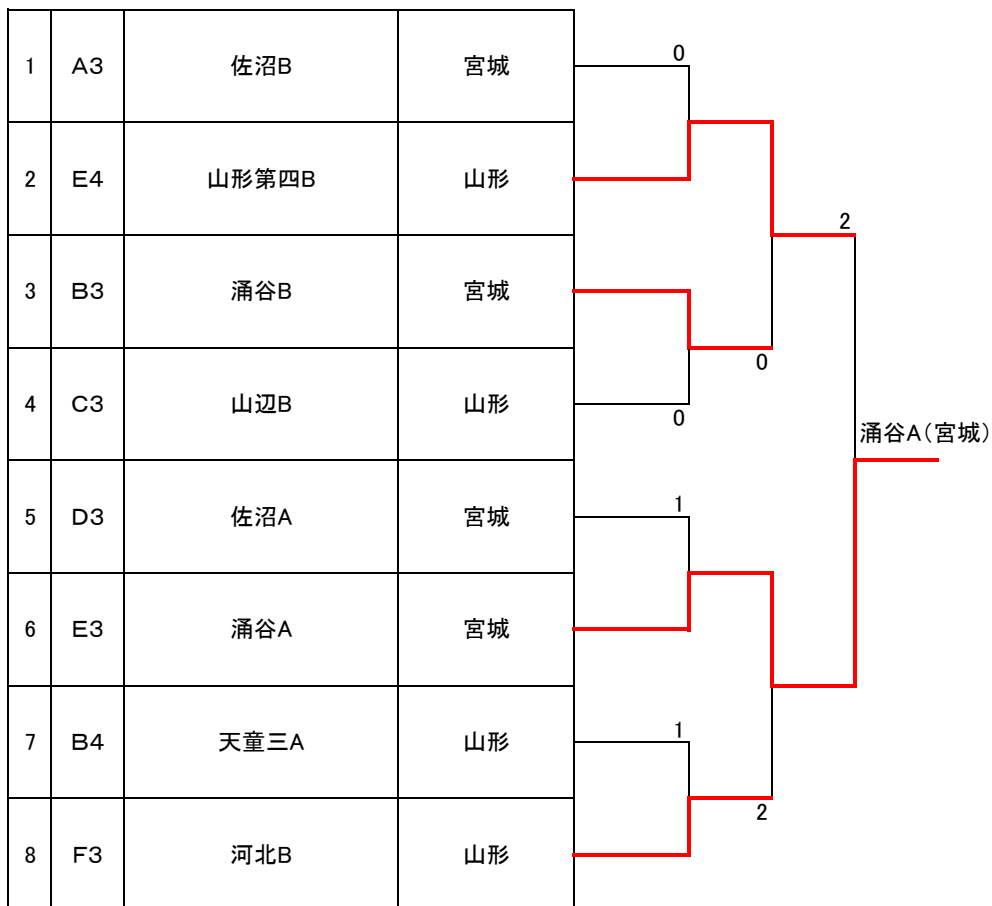 1 A3 佐沼B 宮城 0
2 E4 山形第四B 山形
2
3 B3 涌谷B 宮城
0
4 C3 山辺B 山形 0
涌谷A（宮城）
5 D3 佐沼A 宮城 1
6 E3 涌谷A 宮城
7 B4 天童三A 山形 1
2
8 F3 河北B 山形